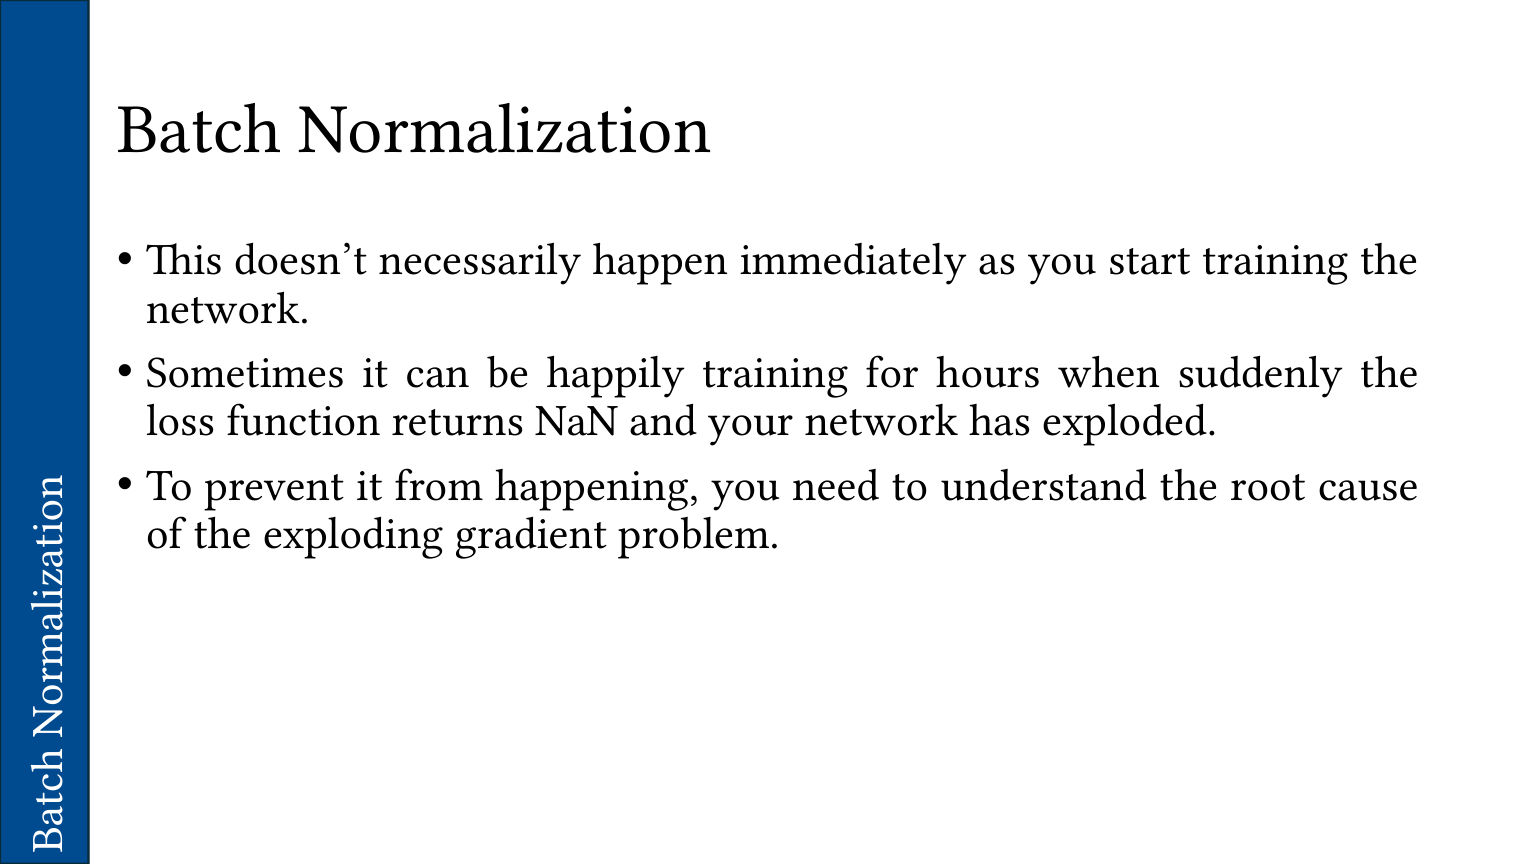 Batch Normalization
• This doesn’t necessarily happen immediately as you start training the
network.
• Sometimes it can be happily training for hours when suddenly the
loss function returns NaN and your network has exploded.
• To prevent it from happening, you need to understand the root cause
of the exploding gradient problem.
Batch Normalization